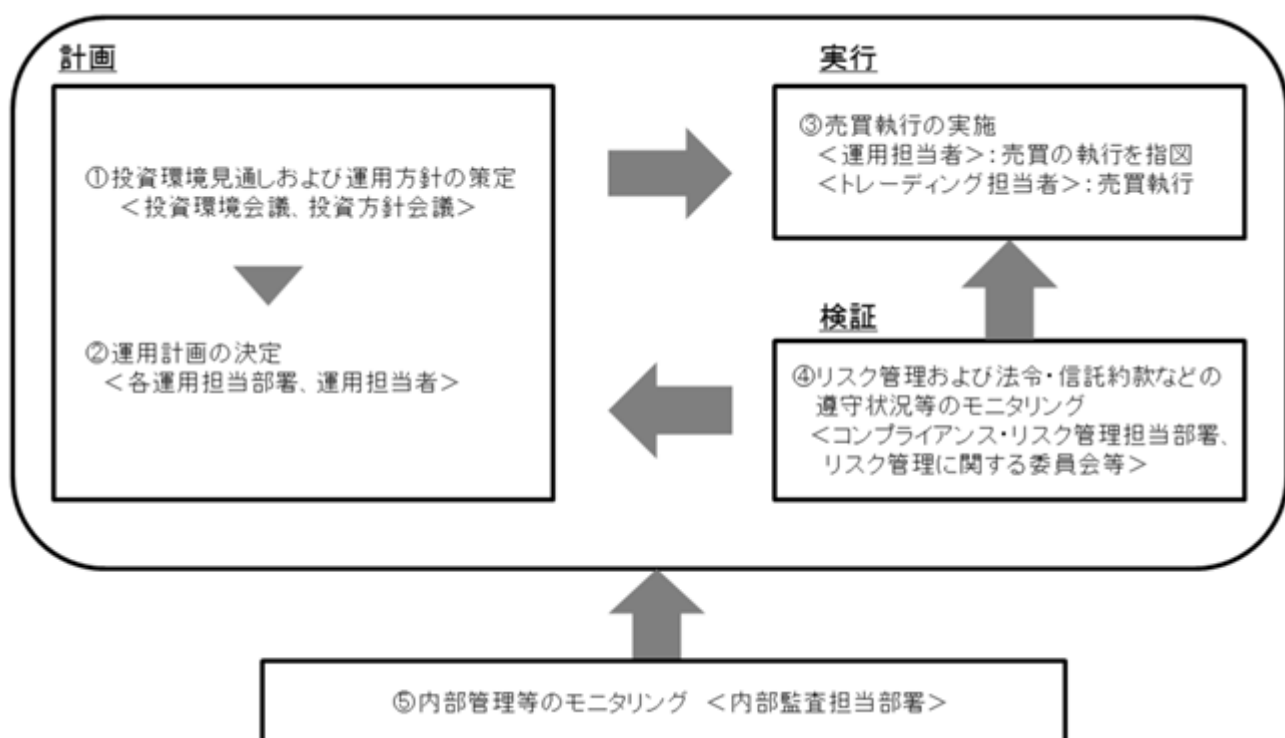 計画
①投資環境見通しおよび運用方針の策定
<投資環境会議、投資方針会議>
②運用計画の決定
<各運用担当部署、運用担当者>
実行
③売買執行の実施
<運用担当者>:売買の執行を指図
<トレーディング担当者>:売買執行
検証
④リスク管理および法令・信託約款などの
遵守状況等のモニタリング
<コンプライアンス・リスク管理担当部署、
リスク管理に関する委員会等>
⑤内部管理等のモニタリング <内部監査担当部署>